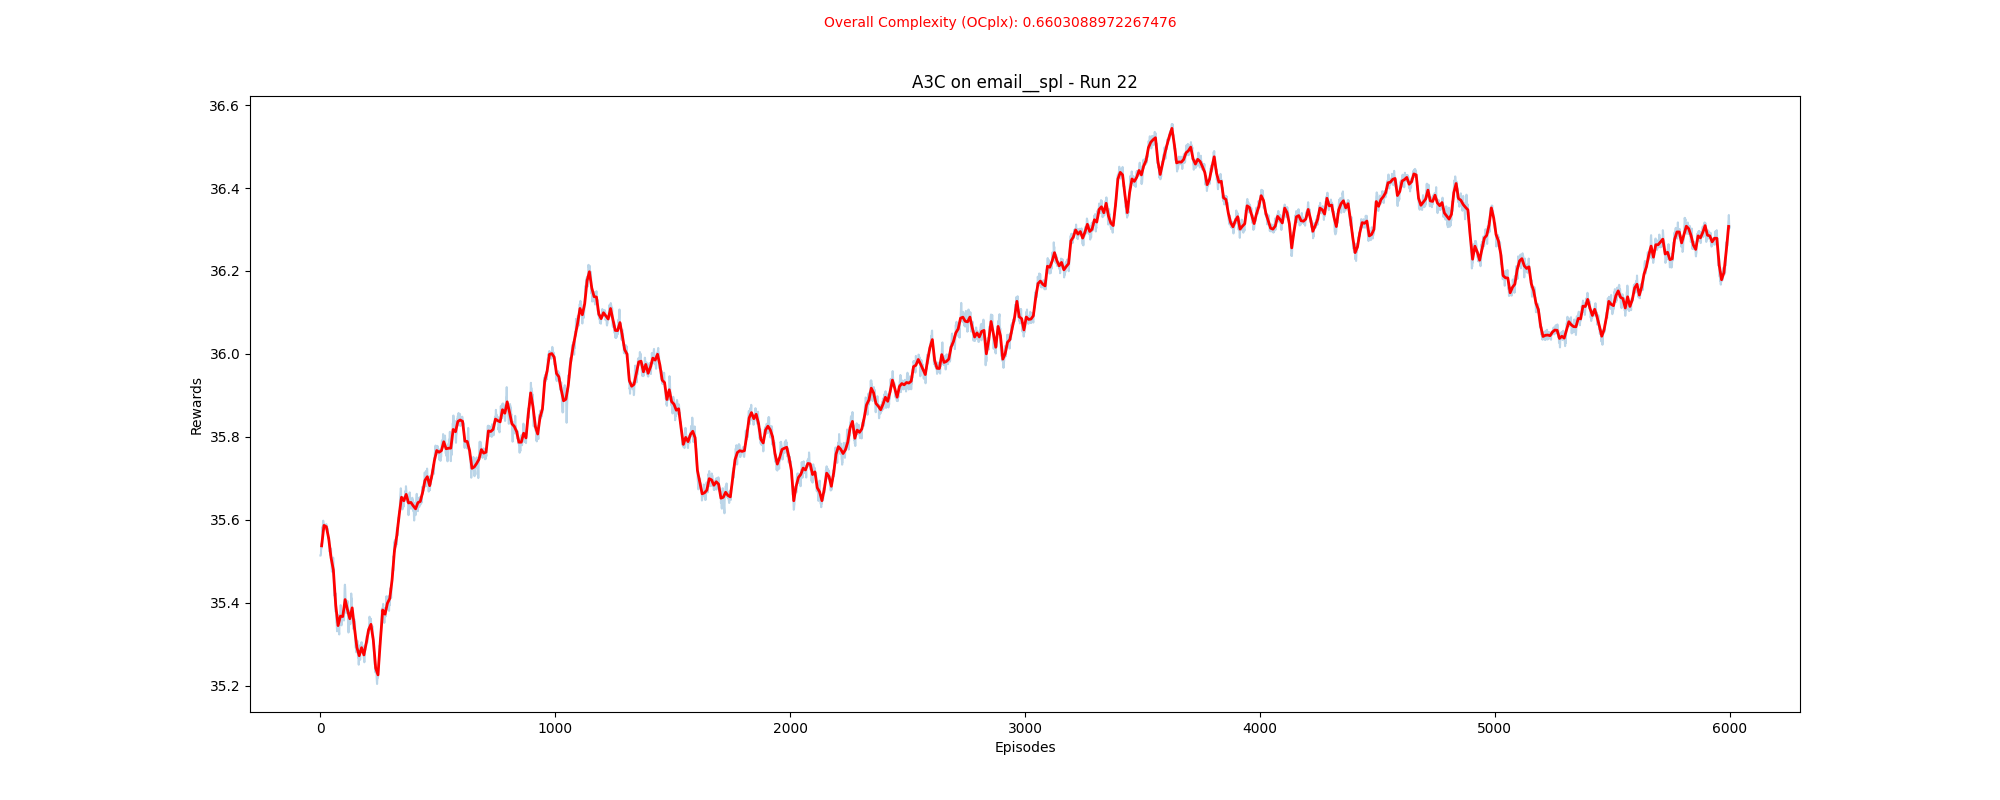 Overall Complexity (OCplx): 0.6603088972267476
A3C on email__spl - Run 22
36.6
36.4
36.2
36.0
35.8
35.6
35.4
35.2
Rewards
0 1000 2000 3000 4000 5000 6000
Episodes